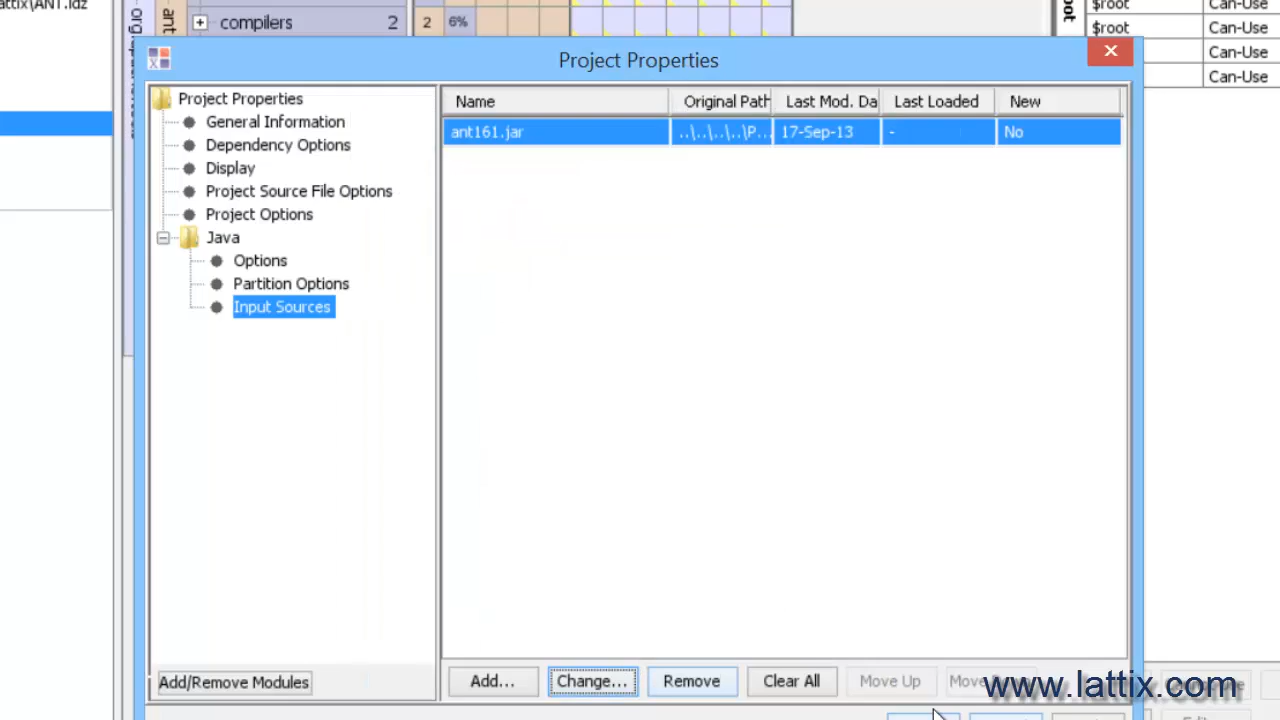 attix\ANT.ldz
org
ant
compilers 2
2 6%
root
$root Can-Use
$root Can-Use
Can-Use
Can-Use
Project Properties
Project Properties
General Information
Dependency Options
Display
Project Source File Options
Project Options
Java
Options
Partition Options
Input Sources
Name Original Path Last Mod. Da Last Loaded New
ant161.jar ..\..\..\..\P... 17-Sep-13 - No
Add/Remove Modules
Add... Change... Remove Clear All Move Up Move
www.lattix.com